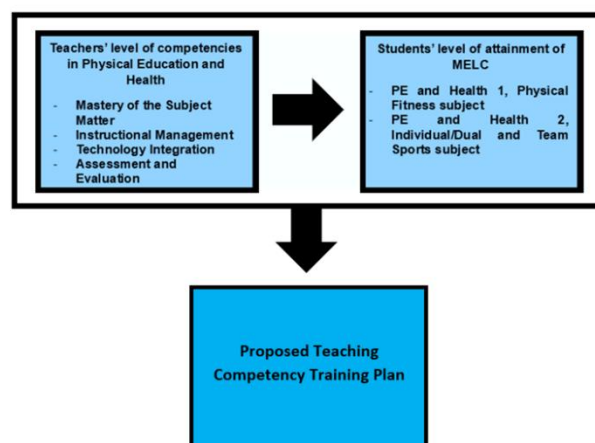 Teachers' level of competencies
in Physical Education and
Health
- Mastery of the Subject
Matter
- Instructional Management
- Technology Integration
- Assessment and
Evaluation
Students' level of attainment of
MELC
- PE and Health 1, Physical
Fitness subject
- PE and Health 2,
Individual/Dual and Team
Sports subject
Proposed Teaching
Competency Training Plan